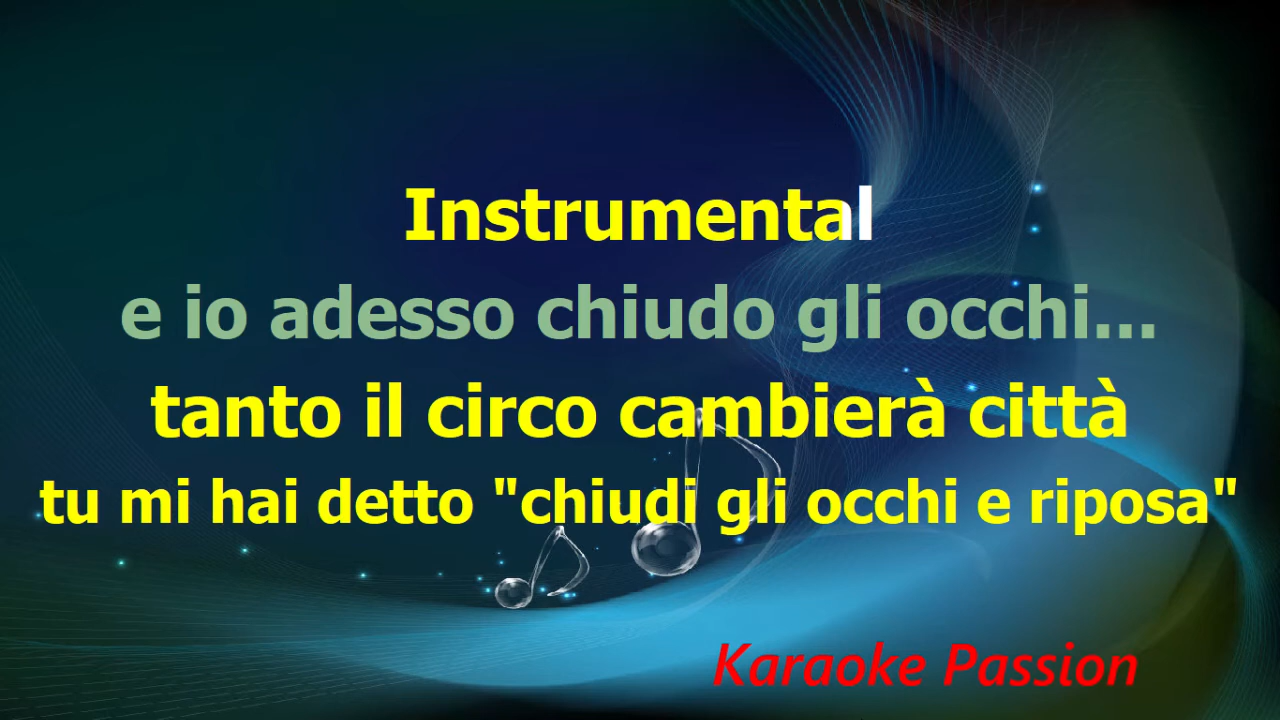 Instrumental
e io adesso chiudo gli occhi...
tanto il circo cambierà città
tu mi hai detto "chiudi gli occhi e riposa"
Karaoke Passion